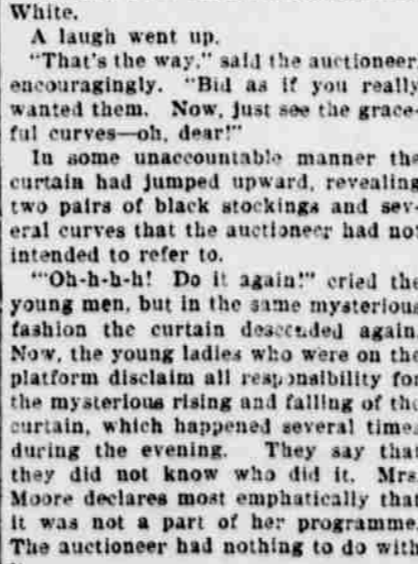 White.
A laugh went up.
"That's the way," said the auctioneer
encouragingly. "Bid as if you really
wanted them. Now, just see the grace-
ful curves—oh, dear!"
In some unaccountable manner the
curtain had jumped upward, revealing
two pairs of black stockings and sev-
eral curves that the auctioneer had not
intended to refer to.
"'Oh-h-h-h! Do it again!" cried the
young men, but in the same mysterious
fashion the curtain descended again.
Now, the young ladies who were on the
platform disclaim all responsibility for
the mysterious rising and falling of the
curtain, which happened several times
during the evening. They say that
they did not know who did it. Mrs.
Moore declares most emphatically that
it was not a part of her programme.
The auctioneer had nothing to do with